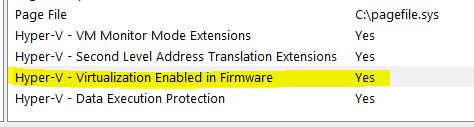 Page File C:\pagefile.sys
Hyper-V - VM Monitor Mode Extensions Yes
Hyper-V - Second Level Address Translation Extensions Yes
Hyper-V - Virtualization Enabled in Firmware Yes
Hyper-V - Data Execution Protection Yes